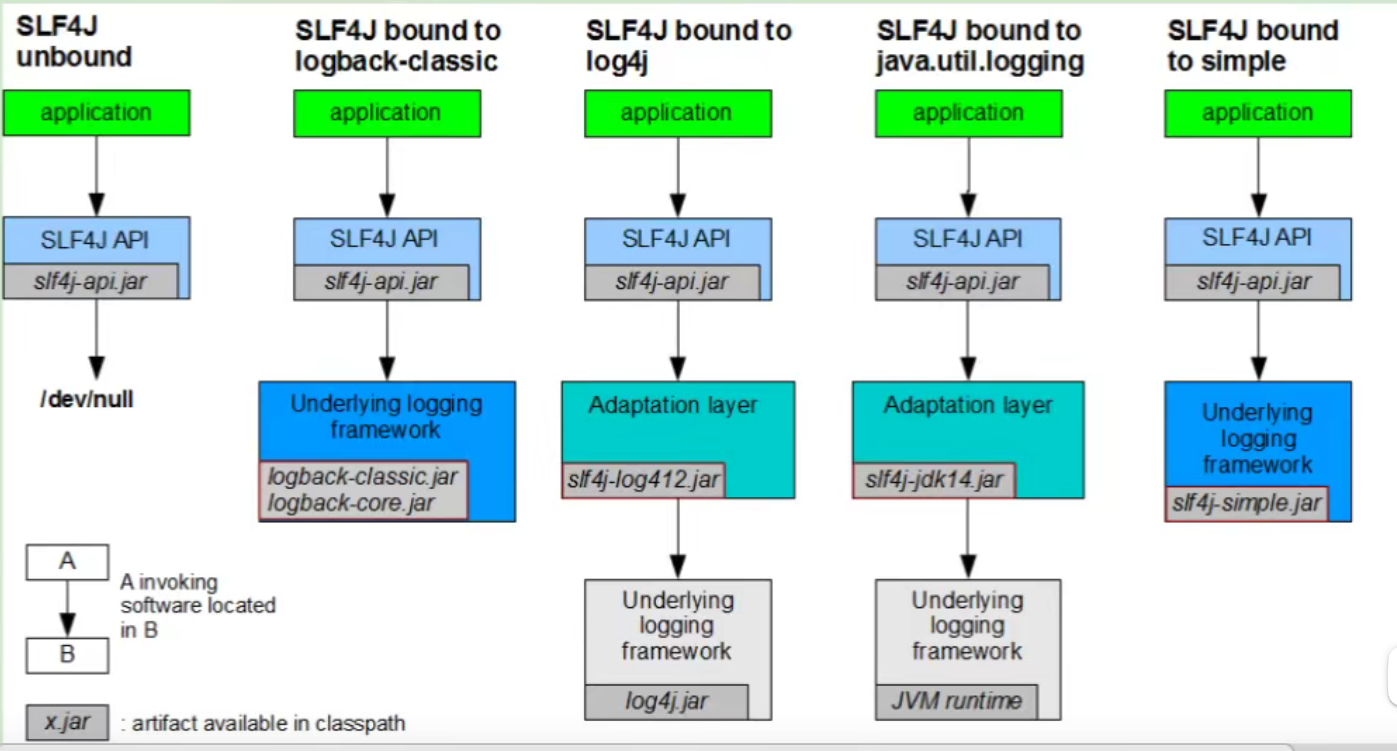 SLF4J
unbound
application
SLF4J API
slf4j-api.jar
/dev/null
SLF4J bound to
logback-classic
application
SLF4J API
slf4j-api.jar
Underlying logging
framework
logback-classic.jar
logback-core.jar
SLF4J bound to
log4j
application
SLF4J API
slf4j-api.jar
Adaptation layer
slf4j-log412.jar
Underlying
logging
framework
log4j.jar
SLF4J bound to
java.util.logging
application
SLF4J API
slf4j-api.jar
Adaptation layer
slf4j-jdk14.jar
Underlying
logging
framework
JVM runtime
SLF4J bound
to simple
application
SLF4J API
slf4j-api.jar
Underlying
logging
framework
slf4j-simple.jar
A
B
A invoking
software located
in B
x.jar : artifact available in classpath